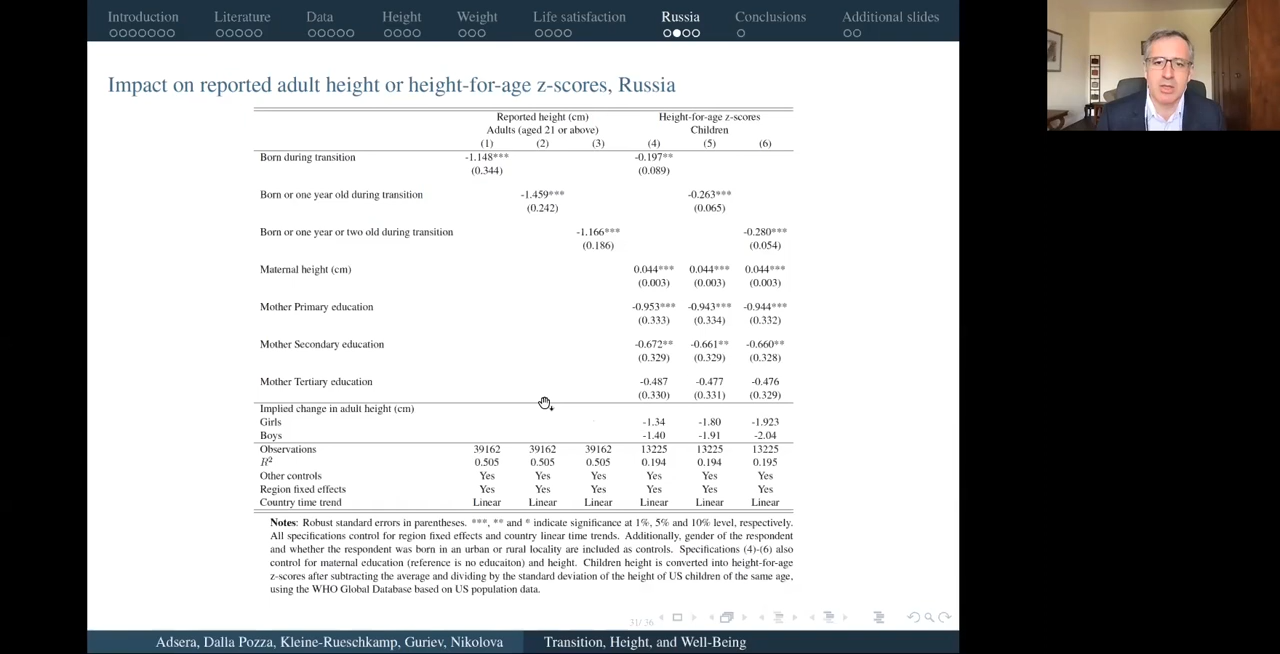 Introduction Literature Data Height Weight Life satisfaction Russia Conclusions Additional slides
Impact on reported adult height or height-for-age z-scores, Russia
Reported height (cm) Height-for-age z-scores
Adults (aged 21 or above) Children
(1) (2) (3) (4) (5) (6)
Born during transition -1.148*** -0.197**
(0.344) (0.089)
Born or one year old during transition -1.459*** -0.263***
(0.242) (0.065)
Born or one year or two old during transition -1.166*** -0.280***
(0.186) (0.054)
Maternal height (cm) 0.044*** 0.044*** 0.044***
(0.003) (0.003) (0.003)
Mother Primary education -0.953*** -0.943*** -0.944***
(0.333) (0.334) (0.332)
Mother Secondary education -0.672** -0.661** -0.660**
(0.329) (0.329) (0.328)
Mother Tertiary education -0.487 -0.477 -0.476
(0.330) (0.331) (0.329)
Implied change in adult height (cm)
Girls -1.34 -1.80 -1.923
Boys -1.40 -1.91 -2.04
Observations 39162 39162 39162 13225 13225 13225
R² 0.505 0.505 0.505 0.194 0.194 0.195
Other controls Yes Yes Yes Yes Yes Yes
Region fixed effects Yes Yes Yes Yes Yes Yes
Country time trend Linear Linear Linear Linear Linear Linear
Notes: Robust standard errors in parentheses. ***, ** and * indicate significance at 1%, 5% and 10% level, respectively.
All specifications control for region fixed effects and country linear time trends. Additionally, gender of the respondent
and whether the respondent was born in an urban or rural locality are included as controls. Specifications (4)-(6) also
control for maternal education (reference is no educaiton) and height. Children height is converted into height-for-age
z-scores after subtracting the average and dividing by the standard deviation of the height of US children of the same age,
using the WHO Global Database based on US population data.
31/36
Adsera, Dalla Pozza, Kleine-Rueschkamp, Guriev, Nikolova Transition, Height, and Well-Being